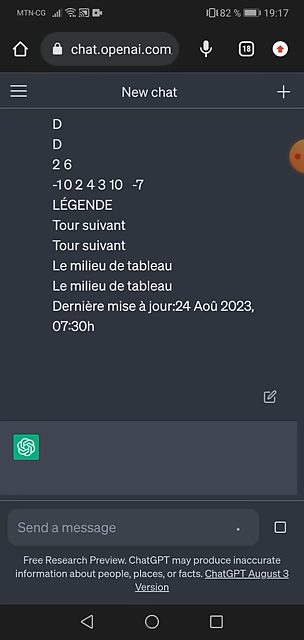 MTN-CG 82 % 19:17
chat.openai.com 18
New chat
D
D
2 6
-10 2 4 3 10 -7
LÉGENDE
Tour suivant
Tour suivant
Le milieu de tableau
Le milieu de tableau
Dernière mise à jour:24 Aoû 2023,
07:30h
Send a message
Free Research Preview. ChatGPT may produce inaccurate
information about people, places, or facts. ChatGPT August 3
Version